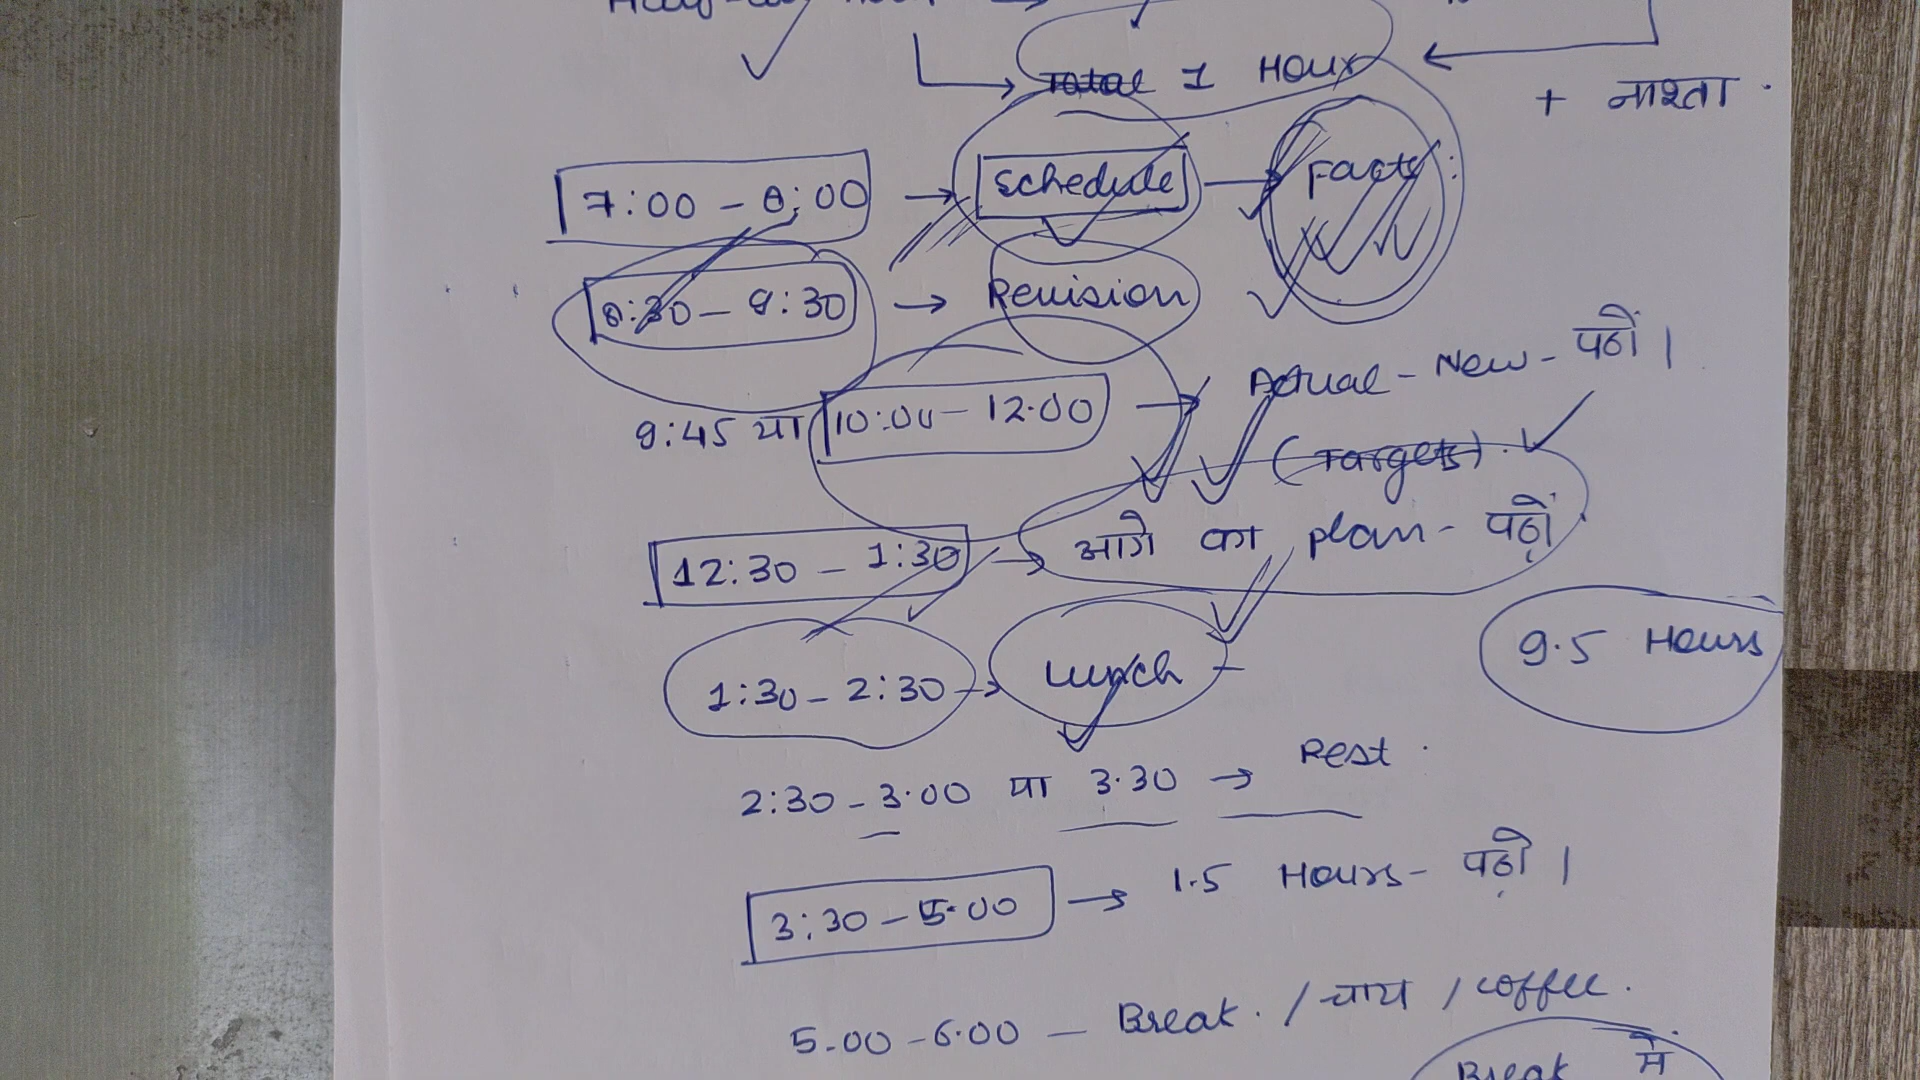 Total 1 Hour
+ नाश्ता .
7:00 - 8:00 → Schedule → Facts :
8:30 - 9:30 → Revision
9:45 या 10:00 - 12.00 → Actual - New - पढों ।
(Targets) .
12:30 - 1:30 → आगे का plan - पढ़ों .
9.5 Hours
1:30 - 2:30 → Lunch -
2:30 - 3.00 या 3.30 → Rest .
3:30 - 5.00 → 1.5 Hours - पढ़ो ।
5.00 - 6.00 - Break . / चाय / coffee .
Break में